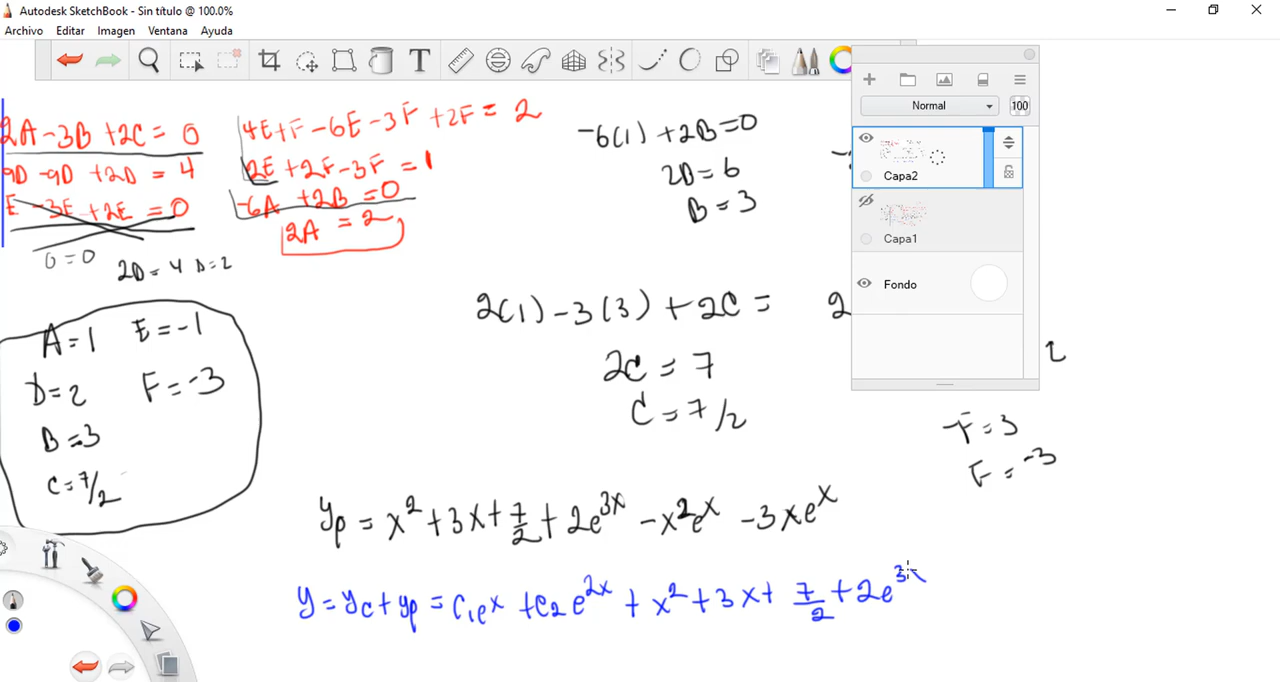 Autodesk SketchBook - Sin título @ 100.0%
Archivo Editar Imagen Ventana Ayuda
T
Normal 100
Capa2
Capa1
Fondo
2A - 3B + 2C = 0
9D - 9D + 2D = 4
E - 3E + 2E = 0
0 = 0
2D = 4 D = 2
4E + F - 6E - 3F + 2F = 2
2E + 2F - 3F = 1
-6A + 2B = 0
2A = 2
-6(1) + 2B = 0
2B = 6
B = 3
2(1) - 3(3) + 2C = 2
2C = 7
C = 7/2
A = 1 E = -1
D = 2 F = -3
B = 3
C = 7/2
F = 3
F = -3
yp = x² + 3x + 7/2 + 2e^3x - x²e^x - 3xe^x
y = yc + yp = c₁e^x + c₂e^2x + x² + 3x + 7/2 + 2e^3x